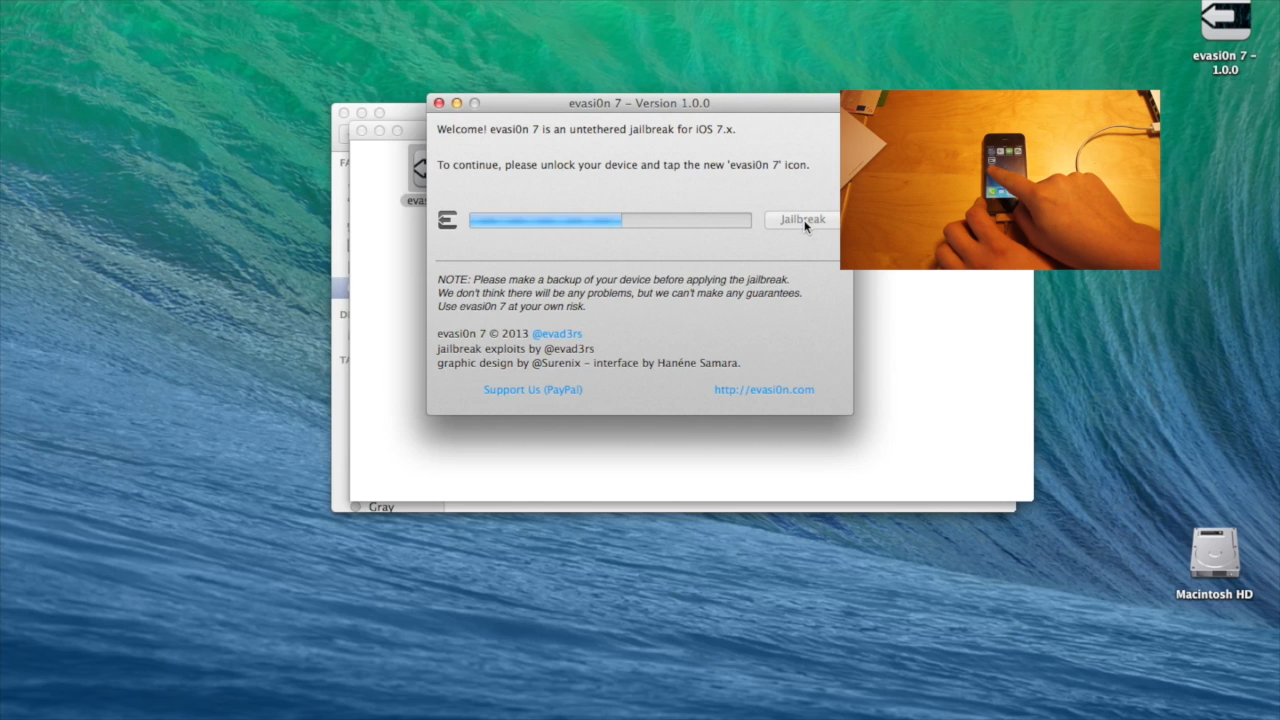 evasi0n 7 –
1.0.0
evasi0n 7 – Version 1.0.0
Welcome! evasi0n 7 is an untethered jailbreak for iOS 7.x.
To continue, please unlock your device and tap the new 'evasi0n 7' icon.
Jailbreak
NOTE: Please make a backup of your device before applying the jailbreak.
We don't think there will be any problems, but we can't make any guarantees.
Use evasi0n 7 at your own risk.
evasi0n 7 © 2013 @evad3rs
jailbreak exploits by @evad3rs
graphic design by @Surenix – interface by Hanéne Samara.
Support Us (PayPal)
http://evasi0n.com
FA
evas
DE
TA
Gray
Macintosh HD